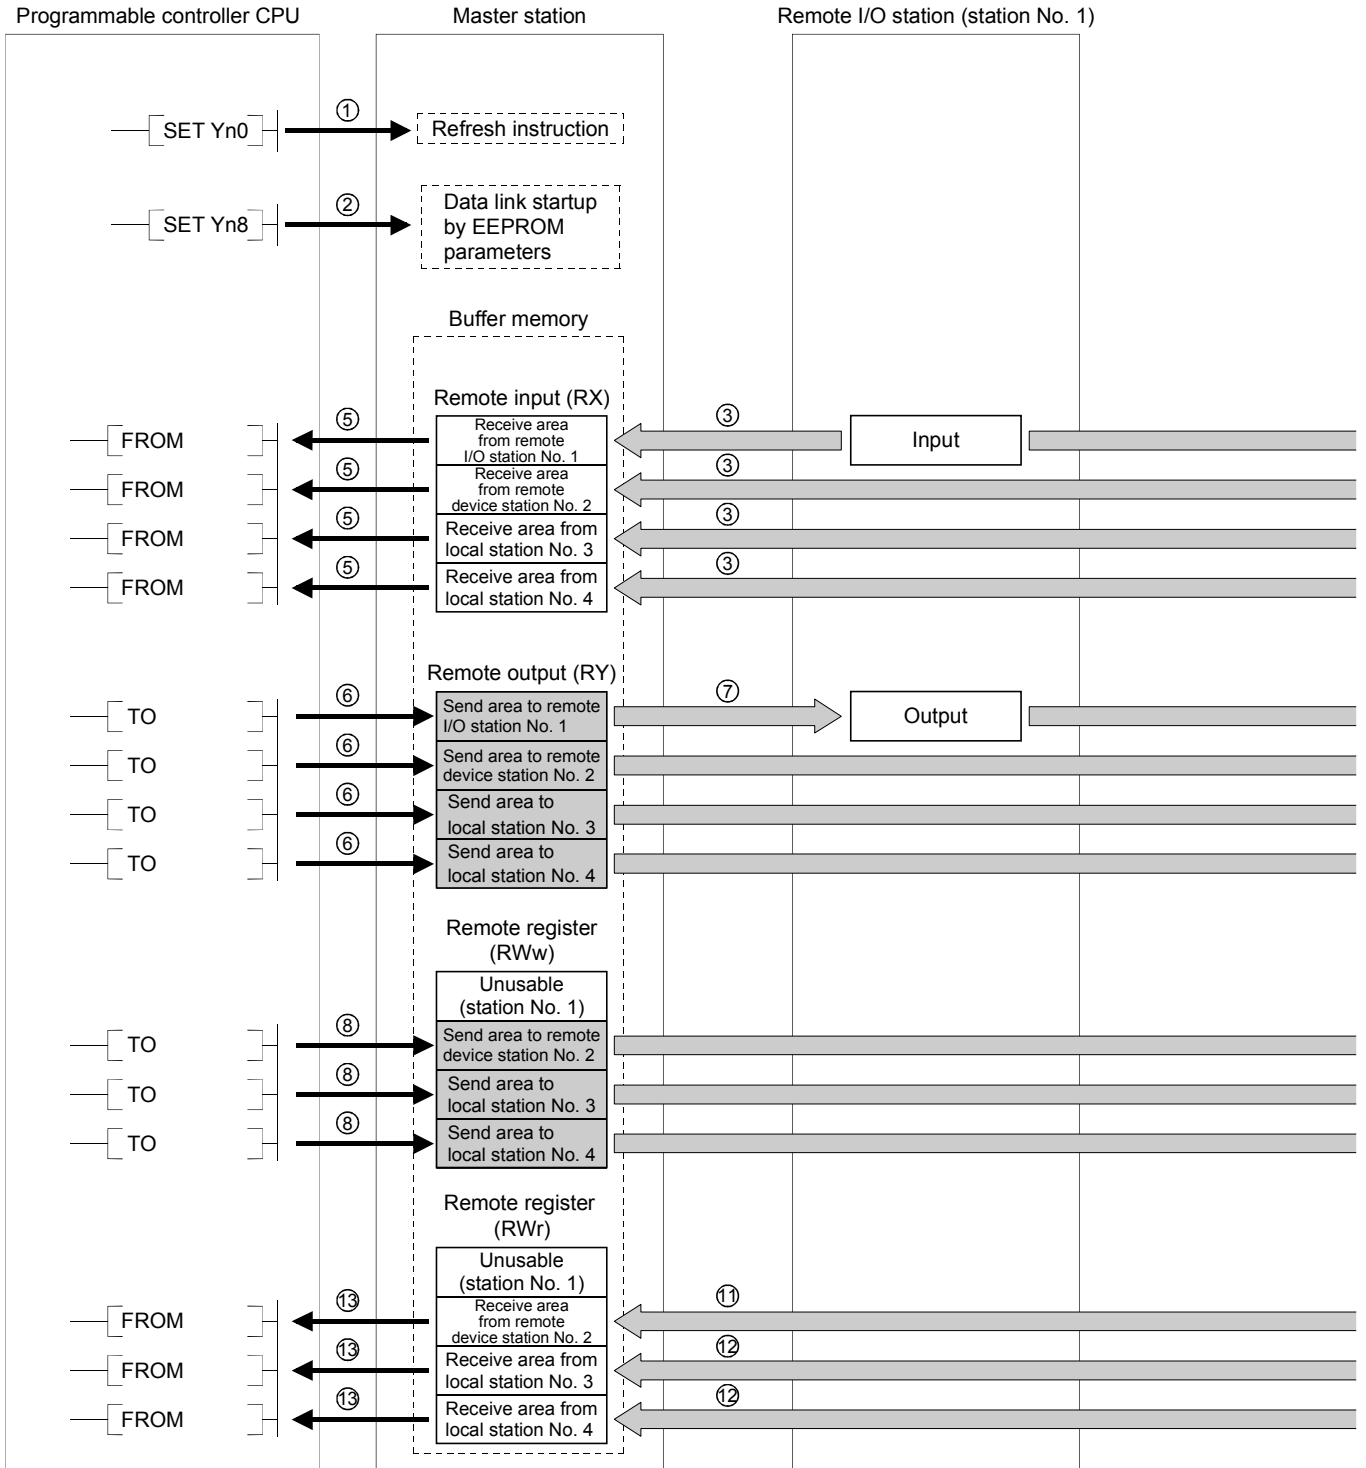 Programmable controller CPU
Master station
Remote I/O station (station No. 1)
SET Yn0
①
Refresh instruction
SET Yn8
②
Data link startup
by EEPROM
parameters
Buffer memory
Remote input (RX)
FROM
⑤
Receive area
from remote
I/O station No. 1
③
Input
FROM
⑤
Receive area
from remote
device station No. 2
③
FROM
⑤
Receive area from
local station No. 3
③
FROM
⑤
Receive area from
local station No. 4
③
Remote output (RY)
TO
⑥
Send area to remote
I/O station No. 1
⑦
Output
TO
⑥
Send area to remote
device station No. 2
TO
⑥
Send area to
local station No. 3
TO
⑥
Send area to
local station No. 4
Remote register
(RWw)
Unusable
(station No. 1)
TO
⑧
Send area to remote
device station No. 2
TO
⑧
Send area to
local station No. 3
TO
⑧
Send area to
local station No. 4
Remote register
(RWr)
Unusable
(station No. 1)
FROM
⑬
Receive area
from remote
device station No. 2
⑪
FROM
⑬
Receive area from
local station No. 3
⑫
FROM
⑬
Receive area from
local station No. 4
⑫